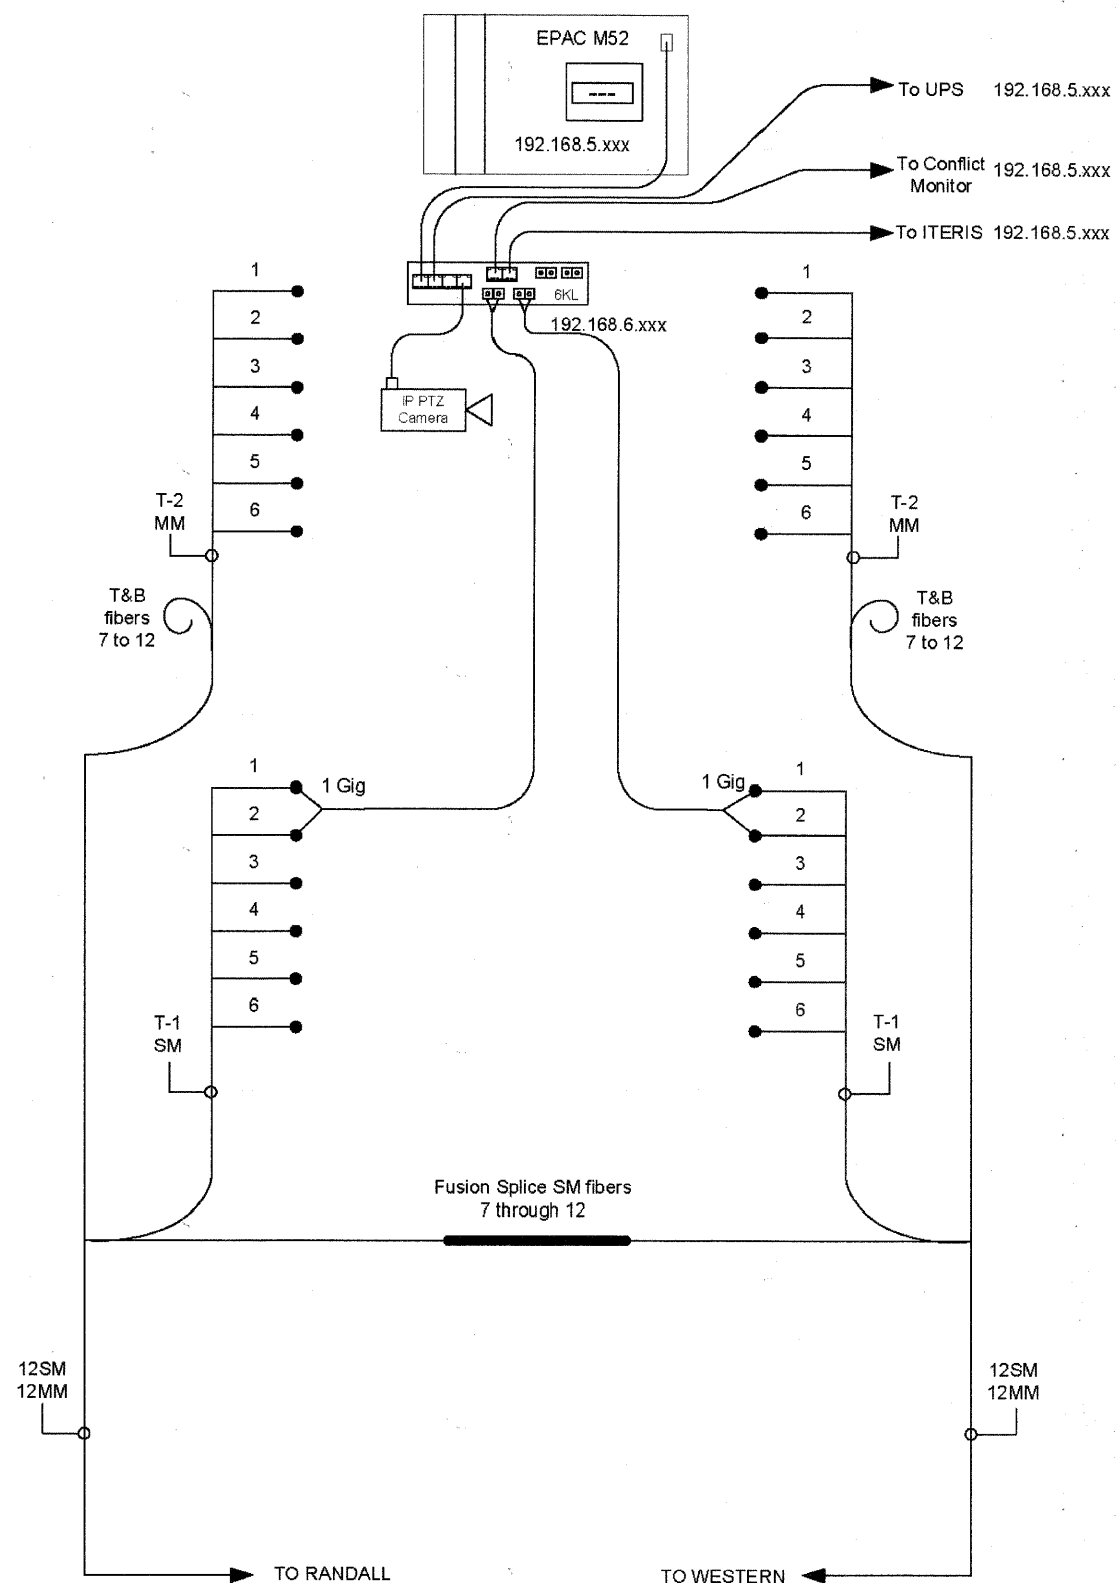 EPAC M52
---
192.168.5.xxx
To UPS 192.168.5.xxx
To Conflict 192.168.5.xxx
Monitor
To ITERIS 192.168.5.xxx
6KL
192.168.6.xxx
IP PTZ
Camera
1
2
3
4
5
6
T-2
MM
T&B
fibers
7 to 12
1
2
3
4
5
6
T-2
MM
T&B
fibers
7 to 12
1
1 Gig
2
3
4
5
6
T-1
SM
1 Gig
1
2
3
4
5
6
T-1
SM
Fusion Splice SM fibers
7 through 12
12SM
12MM
12SM
12MM
TO RANDALL
TO WESTERN